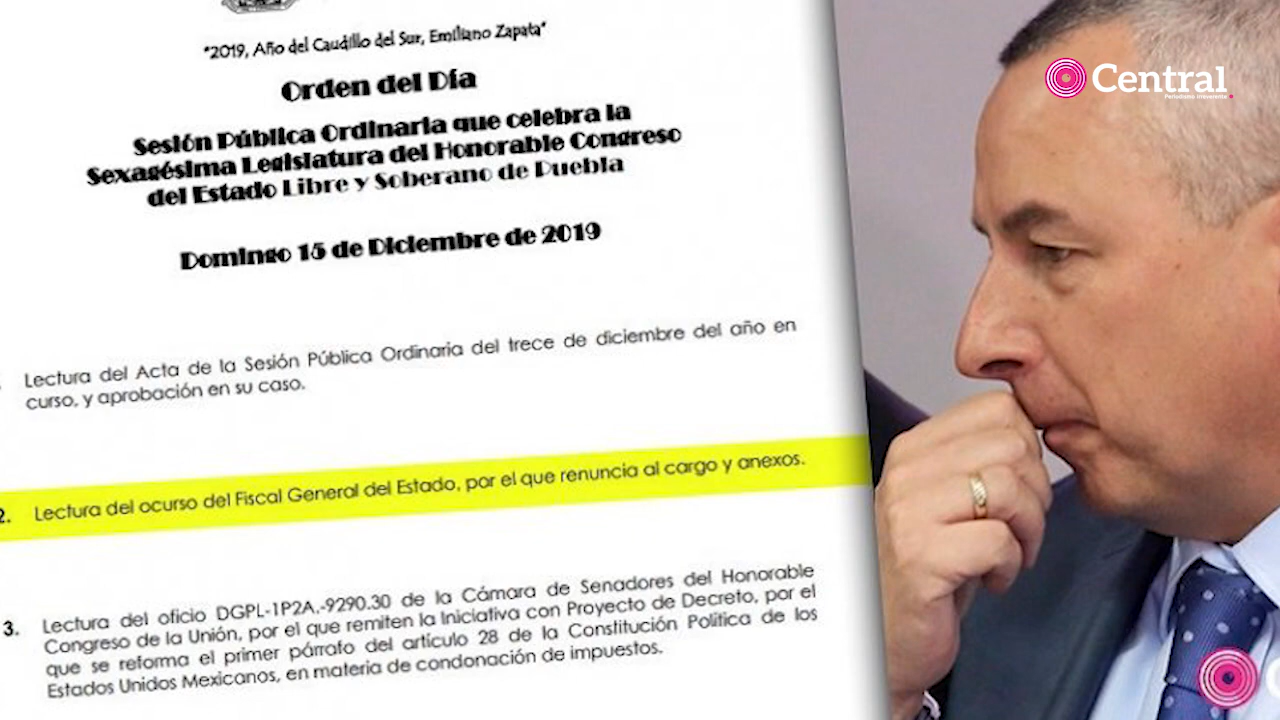 "2019, Año del Caudillo del Sur, Emiliano Zapata"
Central
Periodismo Irreverente
Orden del Día
Sesión Pública Ordinaria que celebra la
Sexagésima Legislatura del Honorable Congreso
del Estado Libre y Soberano de Puebla
Domingo 15 de Diciembre de 2019
Lectura del Acta de la Sesión Pública Ordinaria del trece de diciembre del año en
curso, y aprobación en su caso.
2. Lectura del ocurso del Fiscal General del Estado, por el que renuncia al cargo y anexos.
3. Lectura del oficio DGPL-1P2A.-9290.30 de la Cámara de Senadores del Honorable
Congreso de la Unión, por el que remiten la Iniciativa con Proyecto de Decreto, por el
que se reforma el primer párrafo del artículo 28 de la Constitución Política de los
Estados Unidos Mexicanos, en materia de condonación de impuestos.